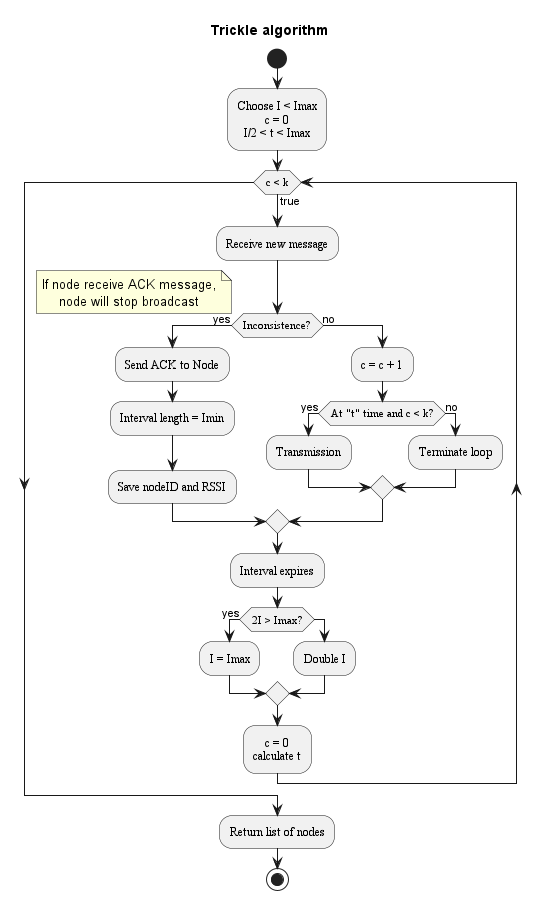 Trickle algorithm
Choose I < Imax
c = 0
I/2 < t < Imax
c < k
true
Receive new message
If node receive ACK message,
node will stop broadcast
yes
Inconsistence?
no
Send ACK to Node
c = c + 1
Interval length = Imin
yes
At "t" time and c < k?
no
Transmission
Terminate loop
Save nodeID and RSSI
Interval expires
yes
2I > Imax?
I = Imax
Double I
c = 0
calculate t
Return list of nodes